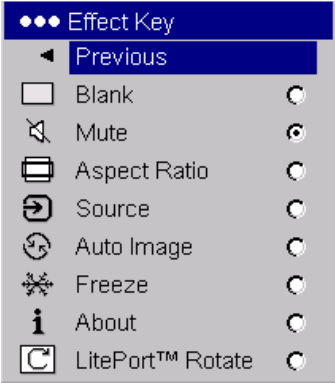 Effect Key
Previous
Blank
Mute
Aspect Ratio
Source
Auto Image
Freeze
About
LitePort™ Rotate